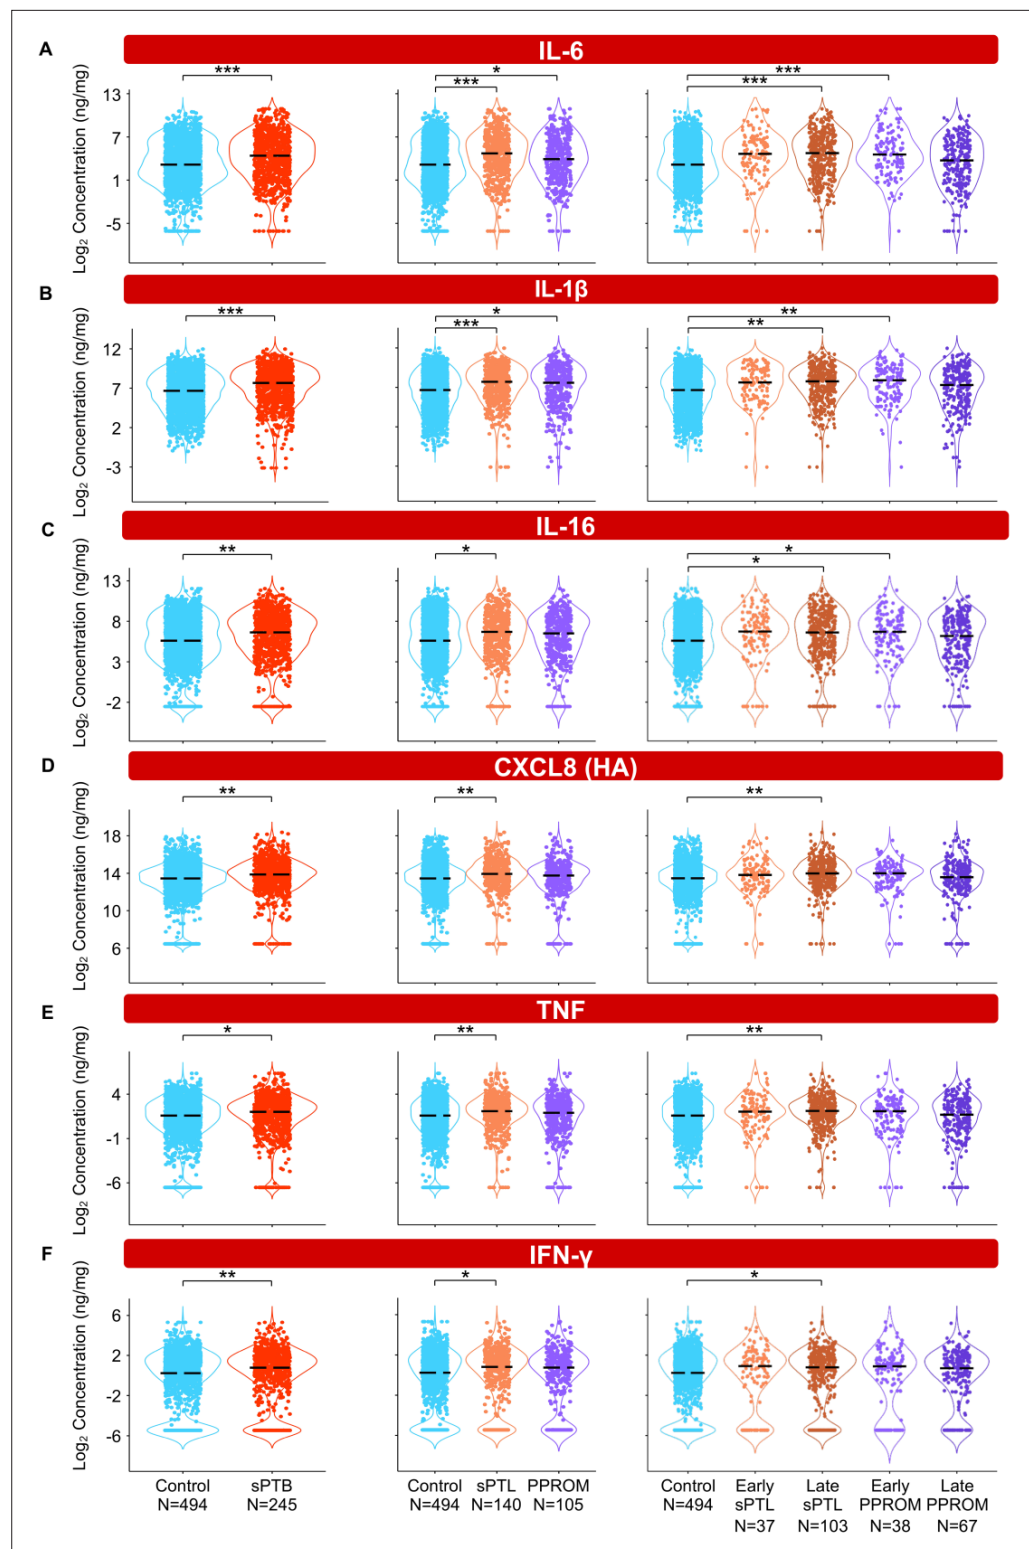 A
IL-6
*** * *** *** ***
Log₂ Concentration (ng/mg)
13
7
1
-5
B
IL-1β
*** * *** ** **
Log₂ Concentration (ng/mg)
12
7
2
-3
C
IL-16
** * * *
Log₂ Concentration (ng/mg)
13
8
3
-2
D
CXCL8 (HA)
** ** **
Log₂ Concentration (ng/mg)
18
14
10
6
E
TNF
* ** **
Log₂ Concentration (ng/mg)
4
-1
-6
F
IFN-γ
** * *
Log₂ Concentration (ng/mg)
6
2
-2
-6
Control
N=494
sPTB
N=245
Control
N=494
sPTL
N=140
PPROM
N=105
Control
N=494
Early
sPTL
N=37
Late
sPTL
N=103
Early
PPROM
N=38
Late
PPROM
N=67